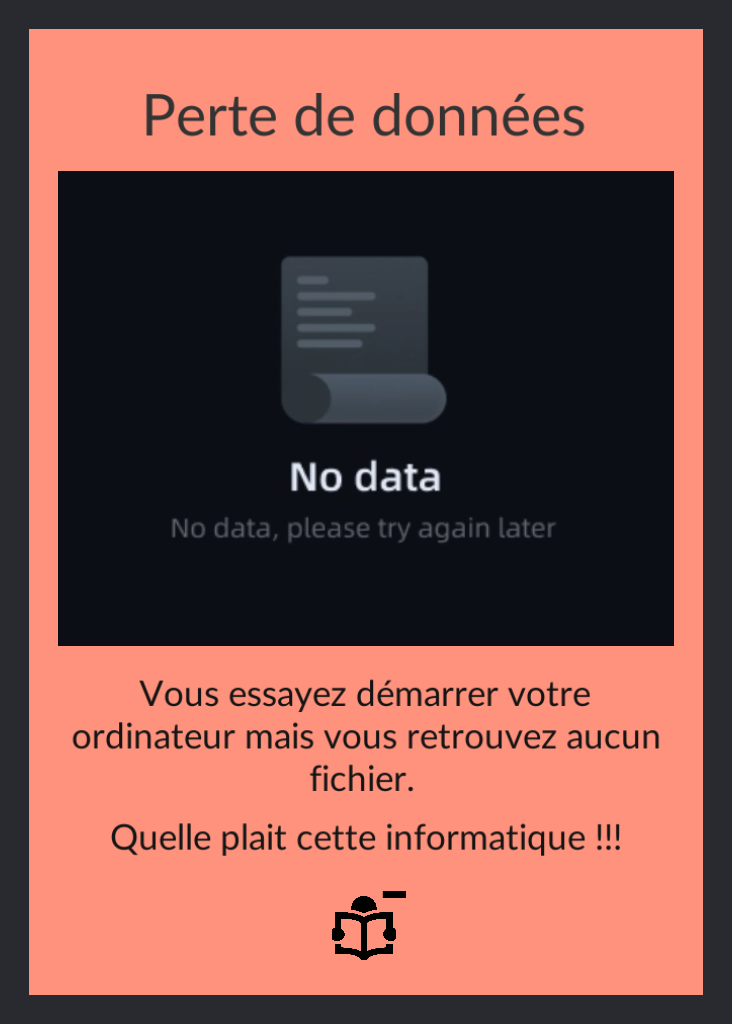 Perte de données
No data
No data, please try again later
Vous essayez démarrer votre
ordinateur mais vous retrouvez aucun
fichier.
Quelle plait cette informatique !!!